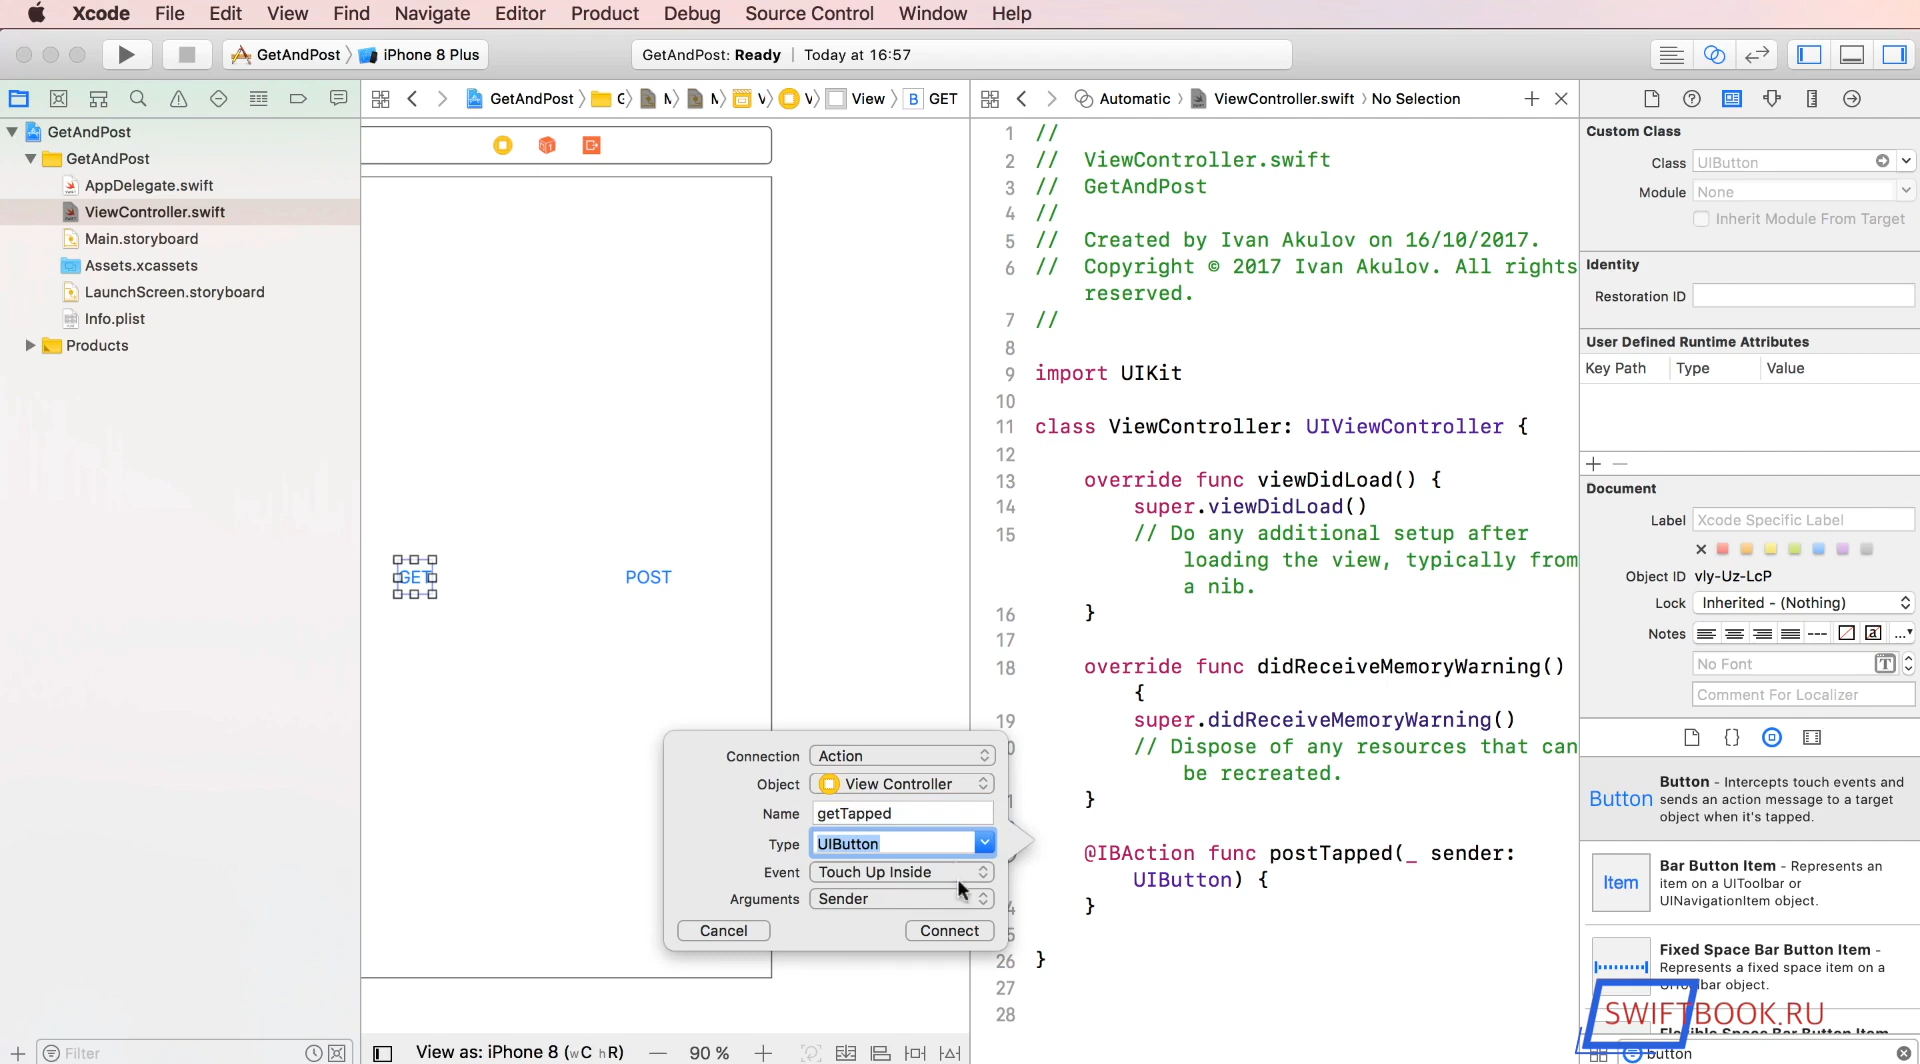 Xcode File Edit View Find Navigate Editor Product Debug Source Control Window Help
GetAndPost iPhone 8 Plus
GetAndPost: Ready Today at 16:57
GetAndPost View B GET
Automatic ViewController.swift No Selection
GetAndPost
GetAndPost
AppDelegate.swift
ViewController.swift
Main.storyboard
Assets.xcassets
LaunchScreen.storyboard
Info.plist
Products
Filter
GET
POST
Connection Action
Object View Controller
Name getTapped
Type UIButton
Event Touch Up Inside
Arguments Sender
Cancel Connect
View as: iPhone 8 (wC hR) — 90 % +
1 //
2 // ViewController.swift
3 // GetAndPost
4 //
5 // Created by Ivan Akulov on 16/10/2017.
6 // Copyright © 2017 Ivan Akulov. All rights
reserved.
7 //
8
9 import UIKit
10
11 class ViewController: UIViewController {
12
13 override func viewDidLoad() {
14 super.viewDidLoad()
15 // Do any additional setup after
loading the view, typically from
a nib.
16 }
17
18 override func didReceiveMemoryWarning()
{
19 super.didReceiveMemoryWarning()
// Dispose of any resources that can
be recreated.
}
@IBAction func postTapped(_ sender:
UIButton) {
}
26 }
27
28
Custom Class
Class UIButton
Module None
Inherit Module From Target
Identity
Restoration ID
User Defined Runtime Attributes
Key Path Type Value
Document
Label Xcode Specific Label
Object ID vly-Uz-LcP
Lock Inherited - (Nothing)
Notes
No Font
Comment For Localizer
Button Button - Intercepts touch events and
sends an action message to a target
object when it's tapped.
Item Bar Button Item - Represents an
item on a UIToolbar or
UINavigationItem object.
Fixed Space Bar Button Item -
Represents a fixed space item on a
object.
SWIFTBOOK.RU
Flexible Space Bar Button Item
button